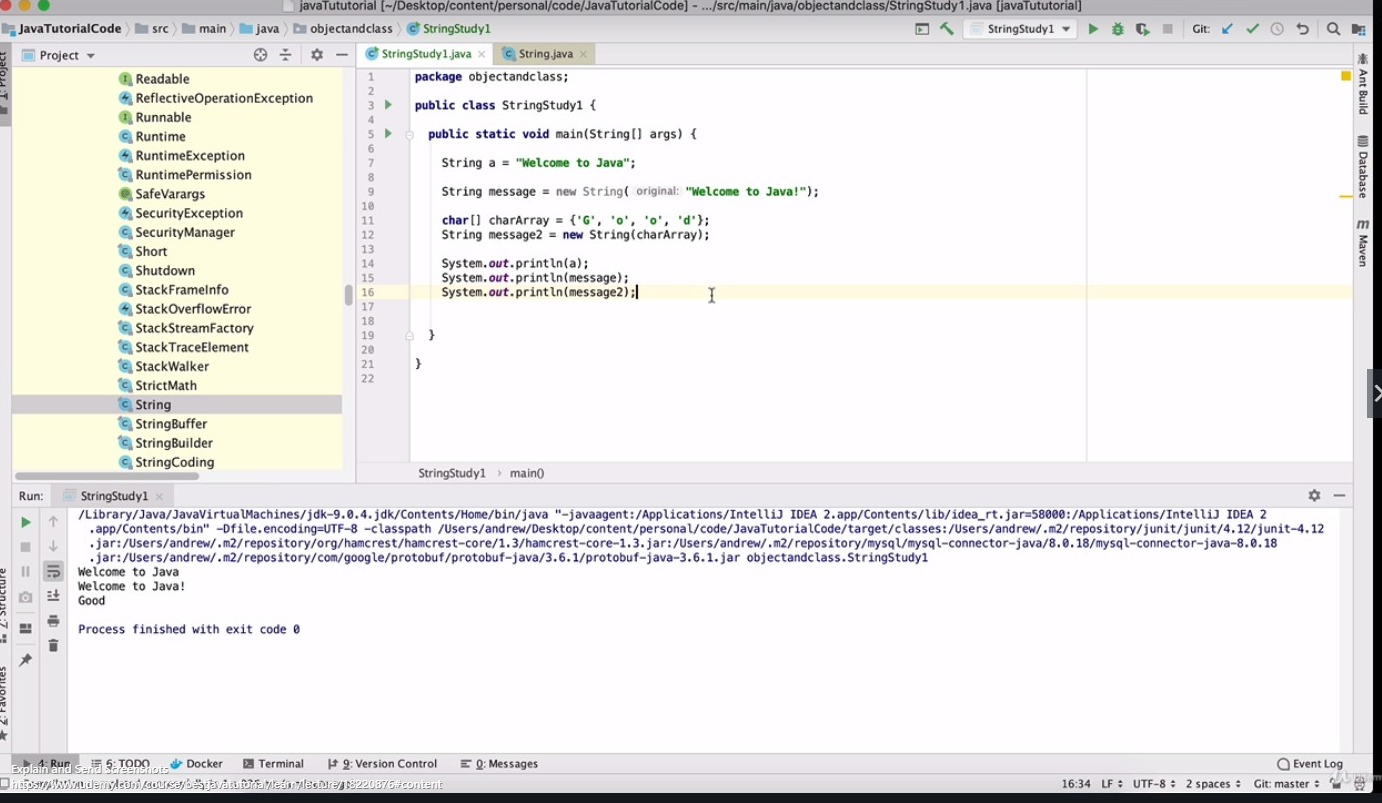 javaTututorial [~/Desktop/content/personal/code/JavaTutorialCode] - .../src/main/java/objectandclass/StringStudy1.java [javaTututorial]
JavaTutorialCode src main java objectandclass StringStudy1 StringStudy1 Git:
1: Project
Project
Readable
ReflectiveOperationException
Runnable
Runtime
RuntimeException
RuntimePermission
SafeVarargs
SecurityException
SecurityManager
Short
Shutdown
StackFrameInfo
StackOverflowError
StackStreamFactory
StackTraceElement
StackWalker
StrictMath
String
StringBuffer
StringBuilder
StringCoding
StringStudy1.java String.java
1 package objectandclass;
2
3 public class StringStudy1 {
4
5 public static void main(String[] args) {
6
7 String a = "Welcome to Java";
8
9 String message = new String( original: "Welcome to Java!");
10
11 char[] charArray = {'G', 'o', 'o', 'd'};
12 String message2 = new String(charArray);
13
14 System.out.println(a);
15 System.out.println(message);
16 System.out.println(message2);
17
18
19 }
20
21 }
22
StringStudy1 › main()
Ant Build
Database
Maven
Run: StringStudy1
/Library/Java/JavaVirtualMachines/jdk-9.0.4.jdk/Contents/Home/bin/java "-javaagent:/Applications/IntelliJ IDEA 2.app/Contents/lib/idea_rt.jar=58000:/Applications/IntelliJ IDEA 2
.app/Contents/bin" -Dfile.encoding=UTF-8 -classpath /Users/andrew/Desktop/content/personal/code/JavaTutorialCode/target/classes:/Users/andrew/.m2/repository/junit/junit/4.12/junit-4.12
.jar:/Users/andrew/.m2/repository/org/hamcrest/hamcrest-core/1.3/hamcrest-core-1.3.jar:/Users/andrew/.m2/repository/mysql/mysql-connector-java/8.0.18/mysql-connector-java-8.0.18
.jar:/Users/andrew/.m2/repository/com/google/protobuf/protobuf-java/3.6.1/protobuf-java-3.6.1.jar objectandclass.StringStudy1
Welcome to Java
Welcome to Java!
Good
Process finished with exit code 0
Z: Structure
2: Favorites
4: Run 6: TODO Docker Terminal 9: Version Control 0: Messages Event Log
Explain and Send Screenshots
https://www.udemy.com/course/bestjavatutorial/learn/lecture/18220876#content
16:34 LF UTF-8 2 spaces Git: master